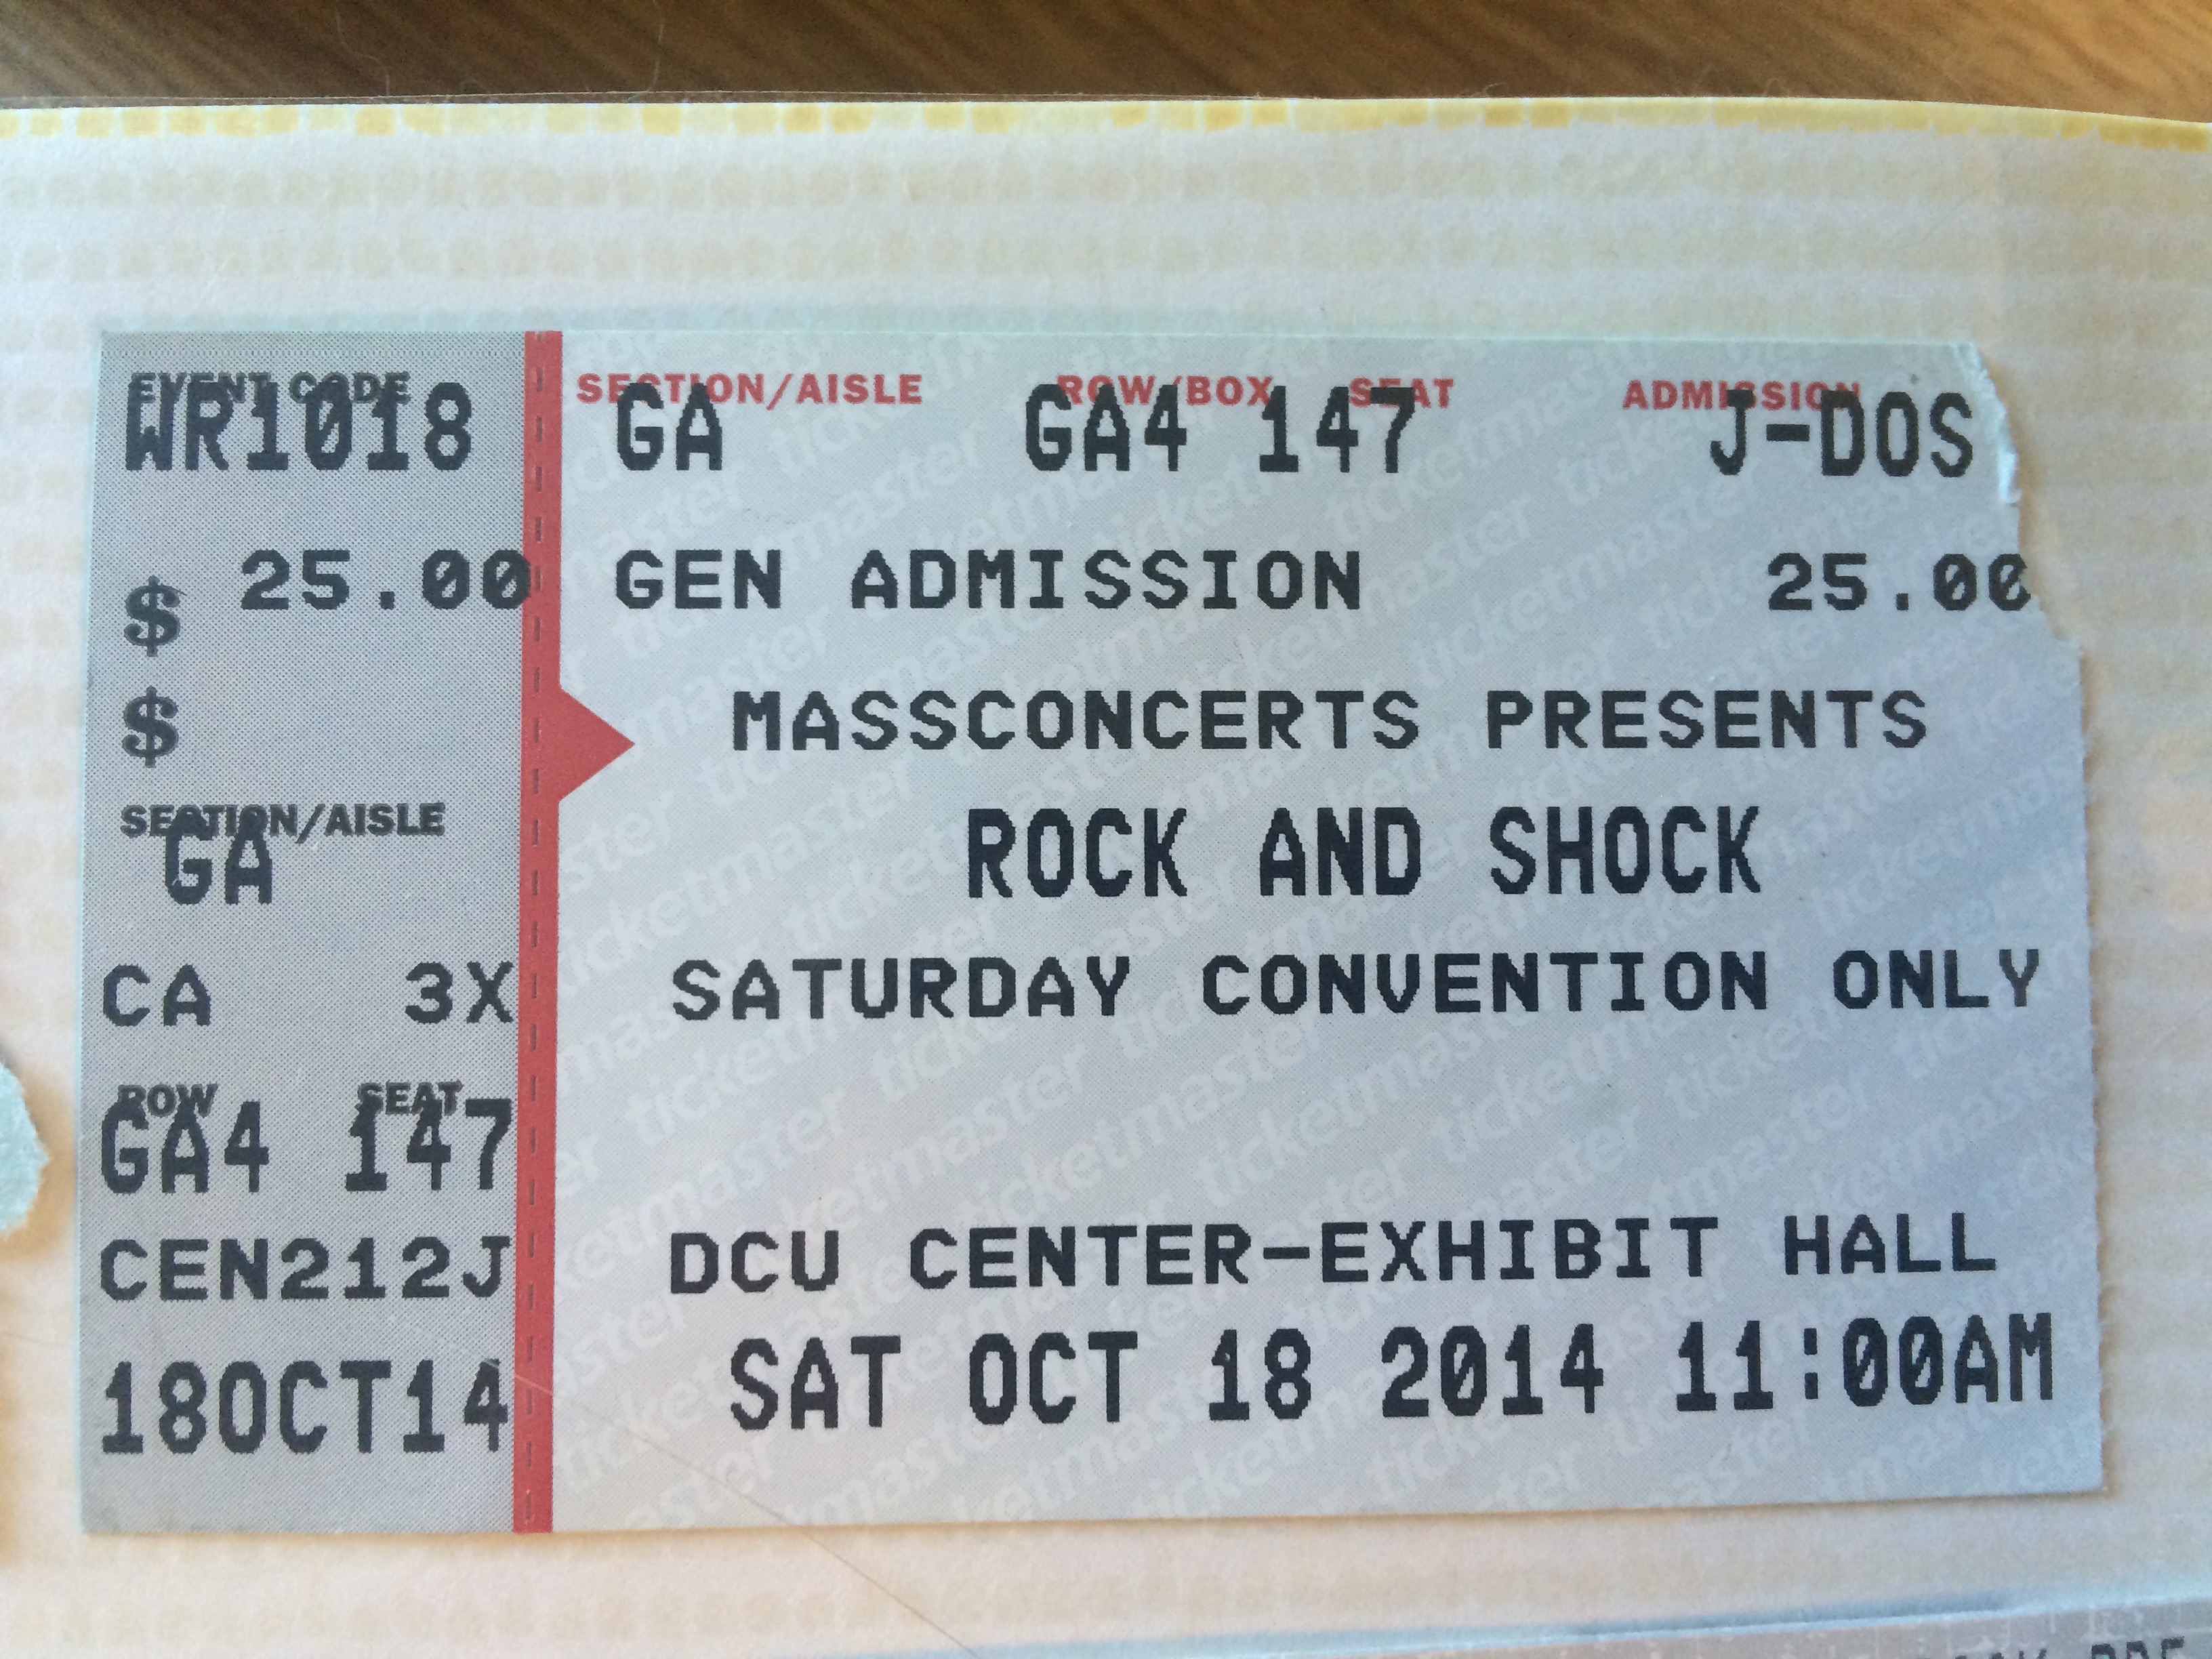 EVENT CODE
WR1018
$ 25.00
$
SECTION/AISLE
GA
CA 3X
ROW SEAT
GA4 147
CEN212J
18OCT14
SECTION/AISLE ROW/BOX SEAT ADMISSION
GA GA4 147 J-DOS
GEN ADMISSION 25.00
MASSCONCERTS PRESENTS
ROCK AND SHOCK
SATURDAY CONVENTION ONLY
DCU CENTER-EXHIBIT HALL
SAT OCT 18 2014 11:00AM